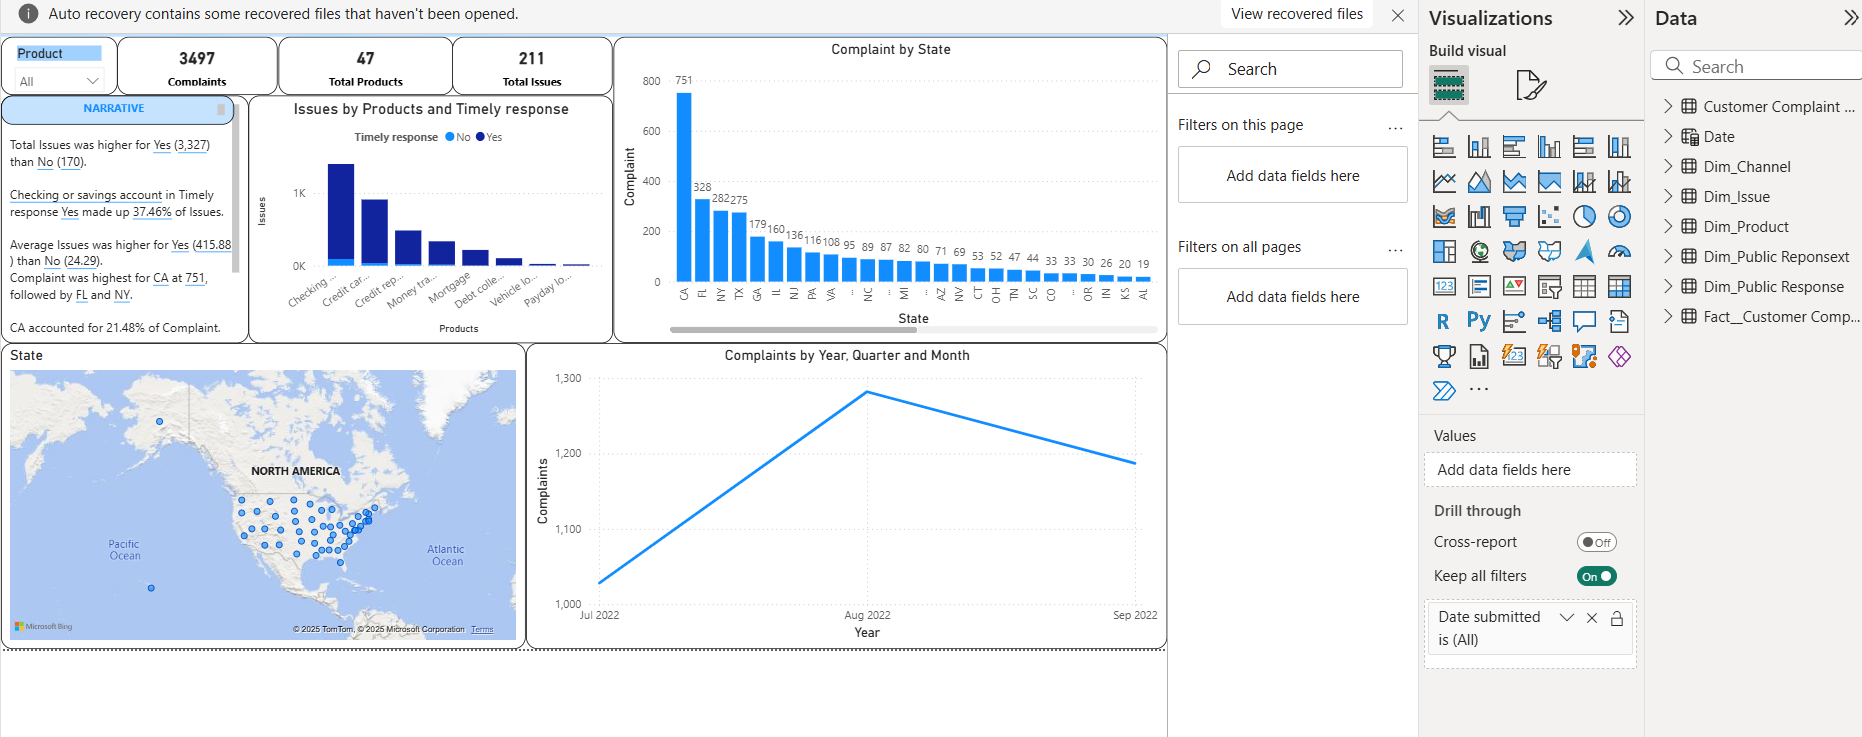 Auto recovery contains some recovered files that haven't been opened.
View recovered files
Product
All
3497
Complaints
47
Total Products
211
Total Issues
NARRATIVE
Total Issues was higher for Yes (3,327)
than No (170).
Checking or savings account in Timely
response Yes made up 37.46% of Issues.
Average Issues was higher for Yes (415.88
) than No (24.29).
Complaint was highest for CA at 751,
followed by FL and NY.
CA accounted for 21.48% of Complaint.
Issues by Products and Timely response
Timely response No Yes
Issues
1K
0K
Checking ...
Credit car...
Credit rep...
Money tra...
Mortgage
Debt colle...
Vehicle lo...
Payday lo...
Products
Complaint by State
Complaint
800
600
400
200
0
751 328 282 275 179 160 136 116 108 95 89 87 82 80 71 69 53 52 47 44 33 33 30 26 20 19
CA FL NY TX GA IL NJ PA VA ... NC ... MI ... AZ NV CT OH TN SC CO ... OR IN KS AL
State
State
NORTH AMERICA
Pacific
Ocean
Atlantic
Ocean
Microsoft Bing
© 2025 TomTom, © 2025 Microsoft Corporation Terms
Complaints by Year, Quarter and Month
Complaints
1,300
1,200
1,100
1,000
Jul 2022 Aug 2022 Sep 2022
Year
Search
Filters on this page
...
Add data fields here
Filters on all pages
...
Add data fields here
Visualizations
Build visual
123
R
Py
123
...
Values
Add data fields here
Drill through
Cross-report
Off
Keep all filters
On
Date submitted
is (All)
Data
Search
Customer Complaint ...
Date
Dim_Channel
Dim_Issue
Dim_Product
Dim_Public Reponsext
Dim_Public Response
Fact__Customer Comp...